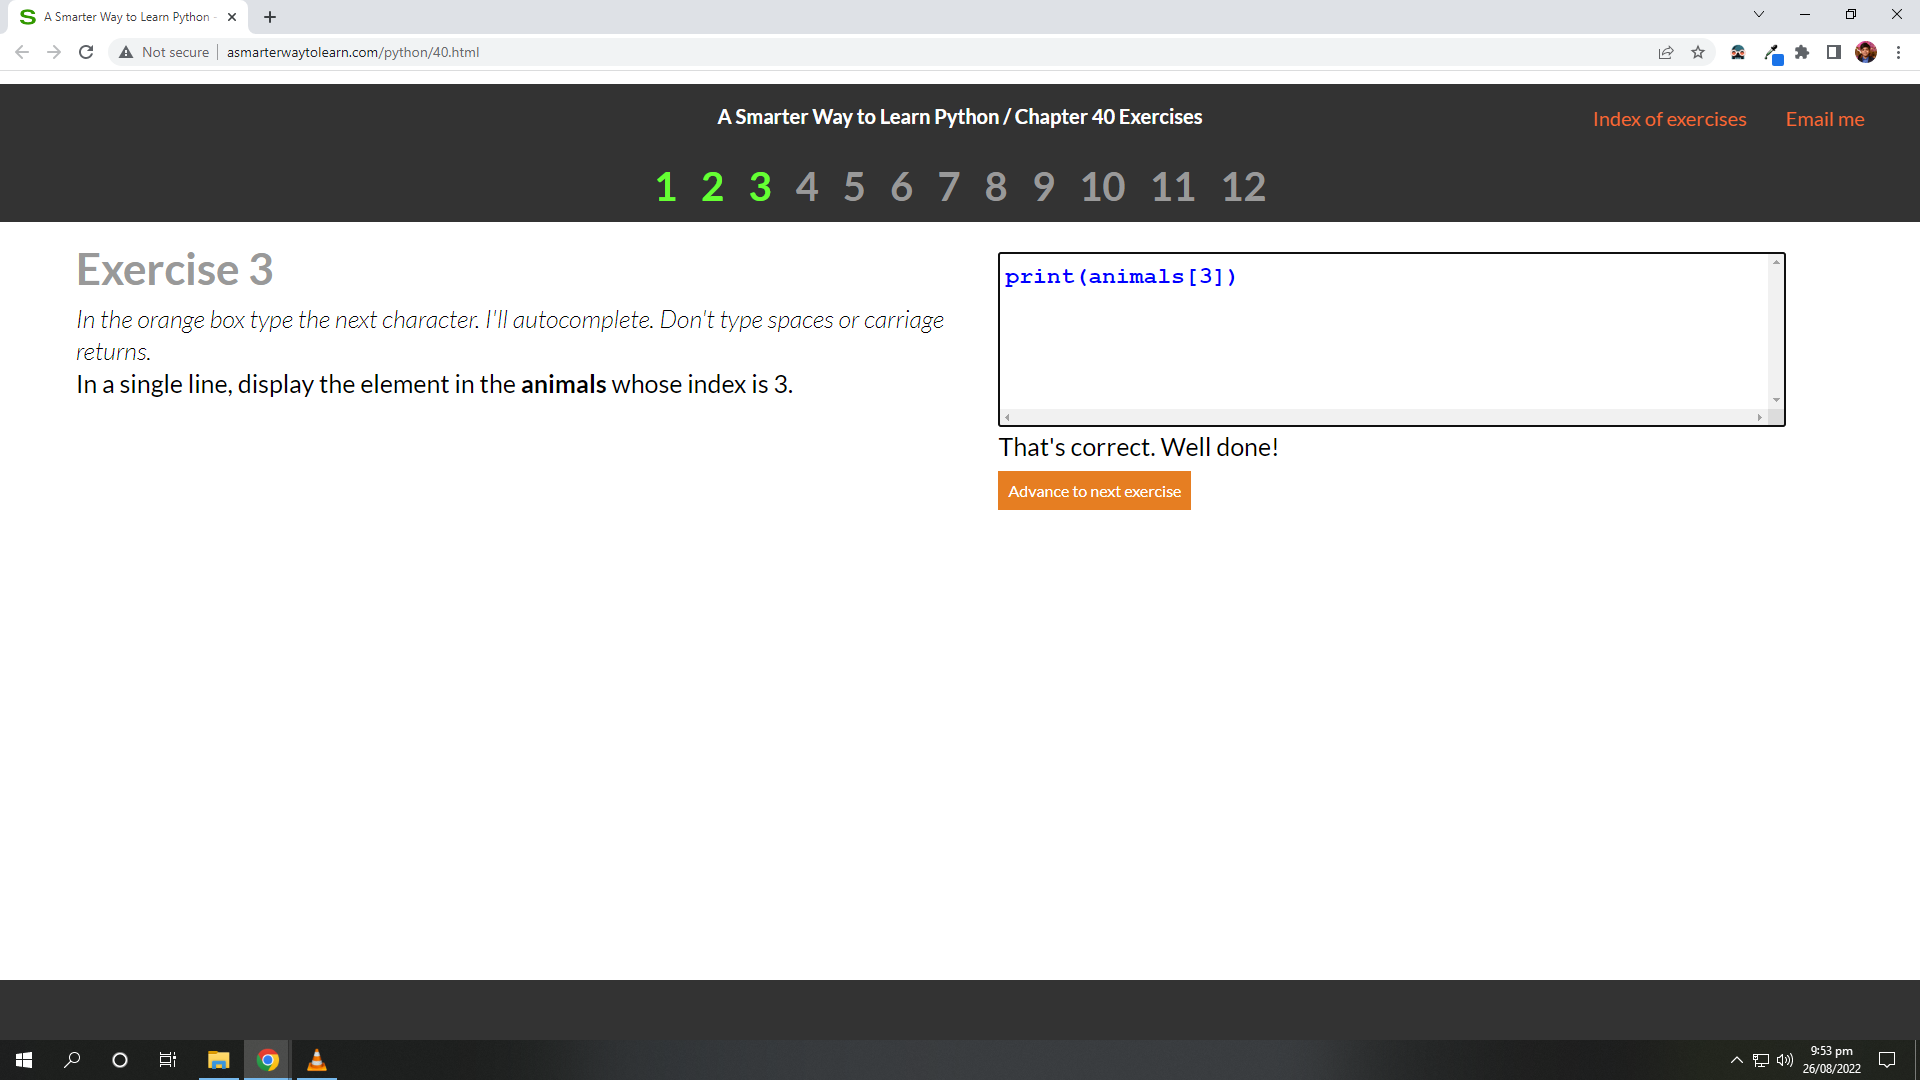 A Smarter Way to Learn Python -
Not secure
asmarterwaytolearn.com/python/40.html
A Smarter Way to Learn Python / Chapter 40 Exercises
Index of exercises
Email me
1 2 3 4 5 6 7 8 9 10 11 12
Exercise 3
In the orange box type the next character. I'll autocomplete. Don't type spaces or carriage
returns.
In a single line, display the element in the animals whose index is 3.
print(animals[3])
That's correct. Well done!
Advance to next exercise
9:53 pm
26/08/2022